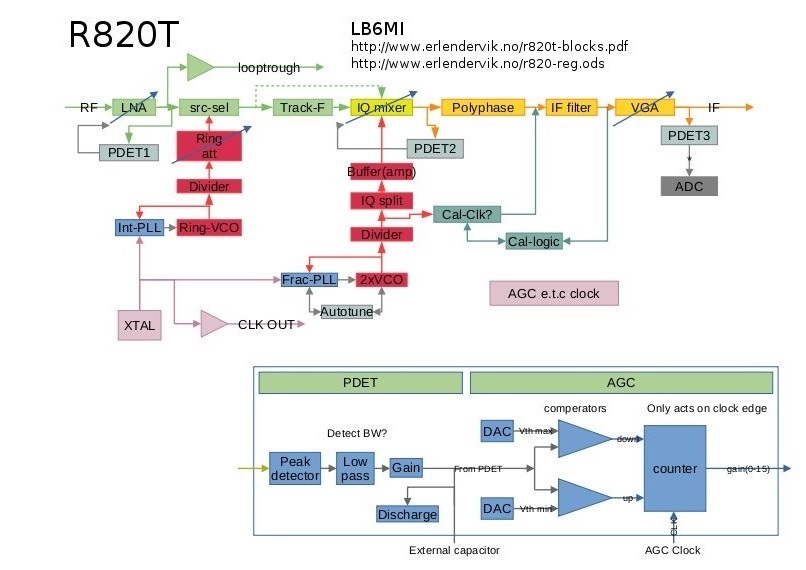 R820T
LB6MI
http://www.erlendervik.no/r820t-blocks.pdf
http://www.erlendervik.no/r820-reg.ods
looptrough
RF
LNA
src-sel
Track-F
IQ mixer
Polyphase
IF filter
VGA
IF
PDET1
Ring
att
PDET2
PDET3
Buffer(amp)
ADC
Divider
IQ split
Int-PLL
Ring-VCO
Cal-Clk?
Divider
Cal-logic
Frac-PLL
2xVCO
AGC e.t.c clock
Autotune
XTAL
CLK OUT
PDET
AGC
comperators
Only acts on clock edge
Detect BW?
DAC
Vth max
down
Peak
detector
Low
pass
Gain
From PDET
counter
gain(0-15)
Discharge
DAC
Vth min
up
CLK
External capacitor
AGC Clock